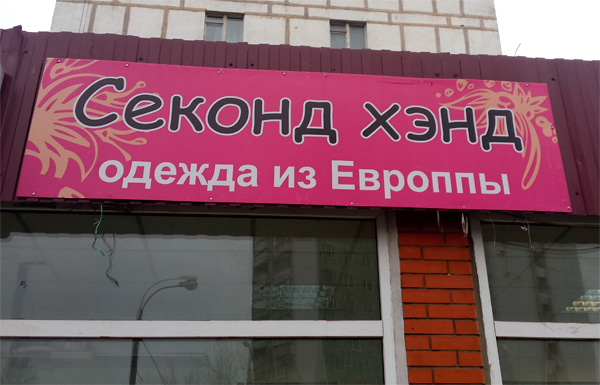 Секонд хэнд
одежда из Европпы